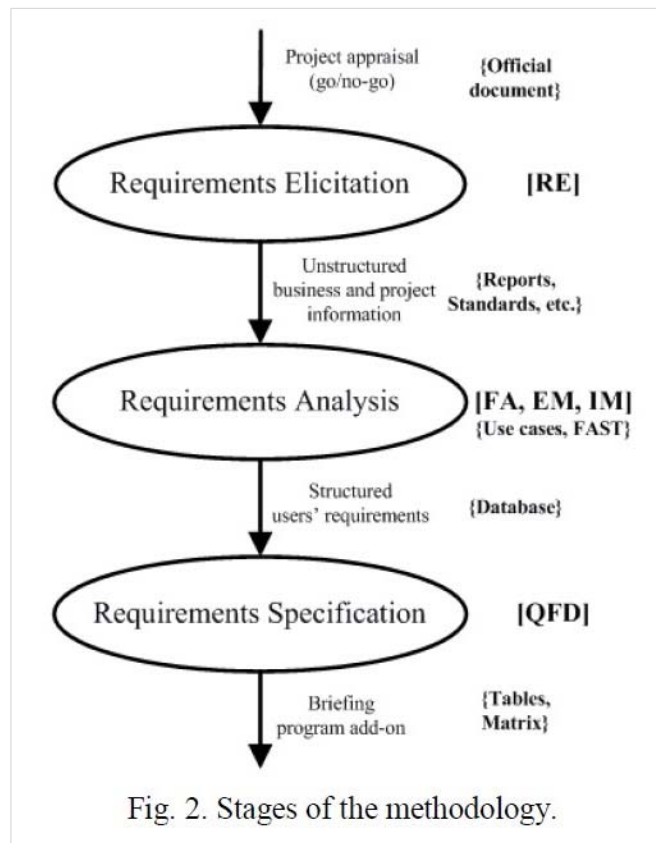 Project appraisal
(go/no-go)
{Official
document}
Requirements Elicitation
[RE]
Unstructured
business and project
information
{Reports,
Standards, etc.}
Requirements Analysis
[FA, EM, IM]
{Use cases, FAST}
Structured
users' requirements
{Database}
Requirements Specification
[QFD]
Briefing
program add-on
{Tables,
Matrix}
Fig. 2. Stages of the methodology.